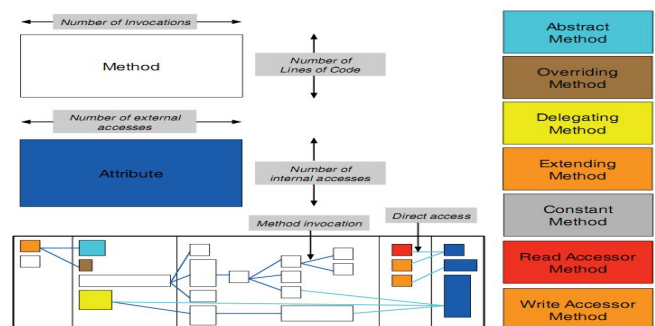 Number of Invocations
Method
Number of
Lines of Code
Number of external
accesses
Attribute
Number of
internal accesses
Method invocation
Direct access
Abstract
Method
Overriding
Method
Delegating
Method
Extending
Method
Constant
Method
Read Accessor
Method
Write Accessor
Method